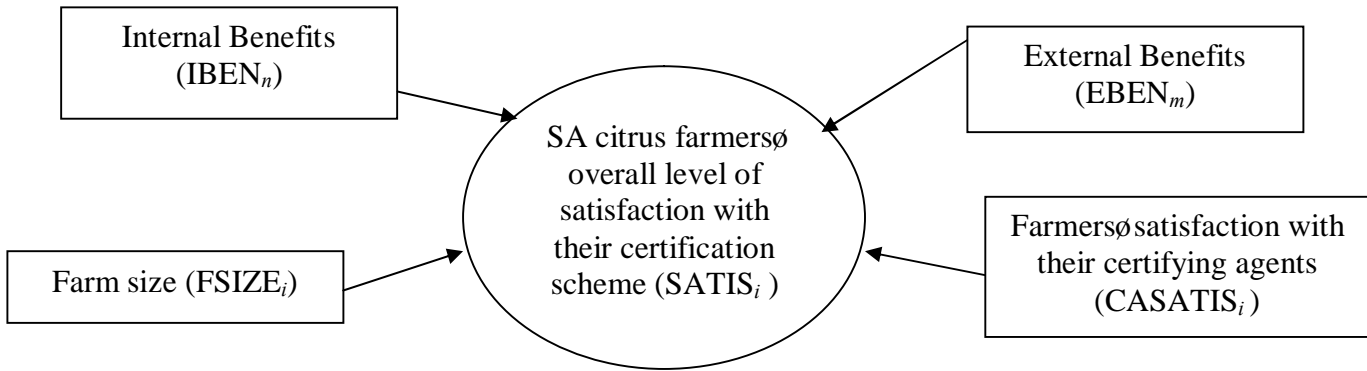 Internal Benefits
(IBENₙ)
External Benefits
(EBENₘ)
SA citrus farmersø
overall level of
satisfaction with
their certification
scheme (SATISᵢ )
Farm size (FSIZEᵢ)
Farmersø satisfaction with
their certifying agents
(CASATISᵢ )